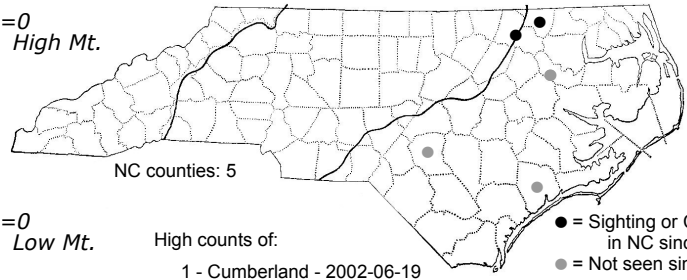 =0
High Mt.
NC counties: 5
=0
Low Mt.
High counts of:
1 - Cumberland - 2002-06-19
● = Sighting or
in NC sinc
● = Not seen sin